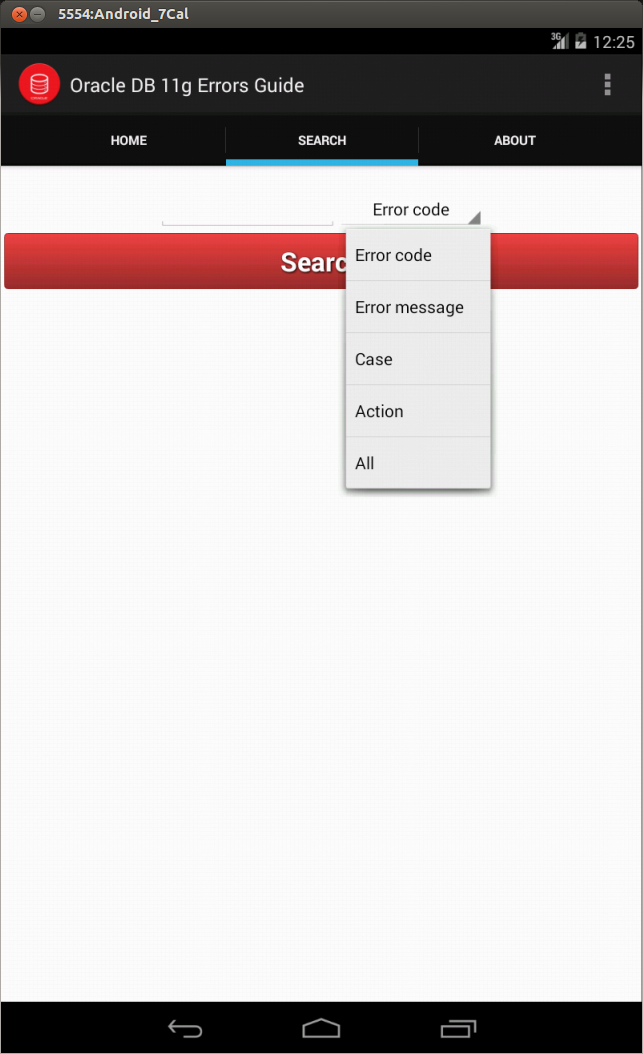 5554:Android_7Cal
3G 12:25
Oracle DB 11g Errors Guide
HOME SEARCH ABOUT
Error code
Searc
Error code
Error message
Case
Action
All